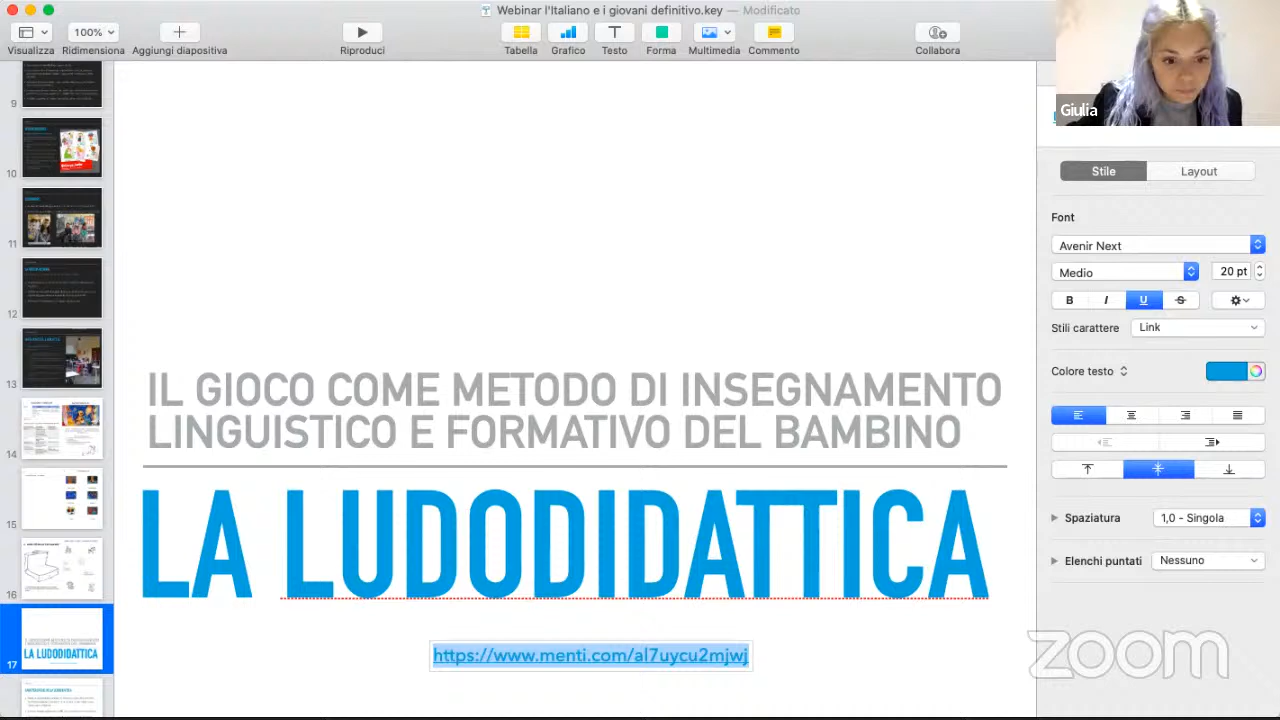 Webinar l'Italiano e i giovani definitivo.key — Modificato
100%
Visualizza Ridimensiona Aggiungi diapositiva Riproduci Tabella Grafico Testo Forma Multimedia Commento Collabora
Giulia
Stile Layout
Font
Avenir Next
Medio 20 pt
B I U S
Stili carattere Link
Colore testo
Spaziatura 1,0 - Singola
Elenchi puntati Nessuno
9
10
11
12
13
14
15
16
17
LA LUDODIDATTICA
IL GIOCO COME METODO DI INSEGNAMENTO
LINGUISTICO E FORMATIVO DEL BAMBINO
LA LUDODIDATTICA
https://www.menti.com/al7uycu2mjwj
zoom